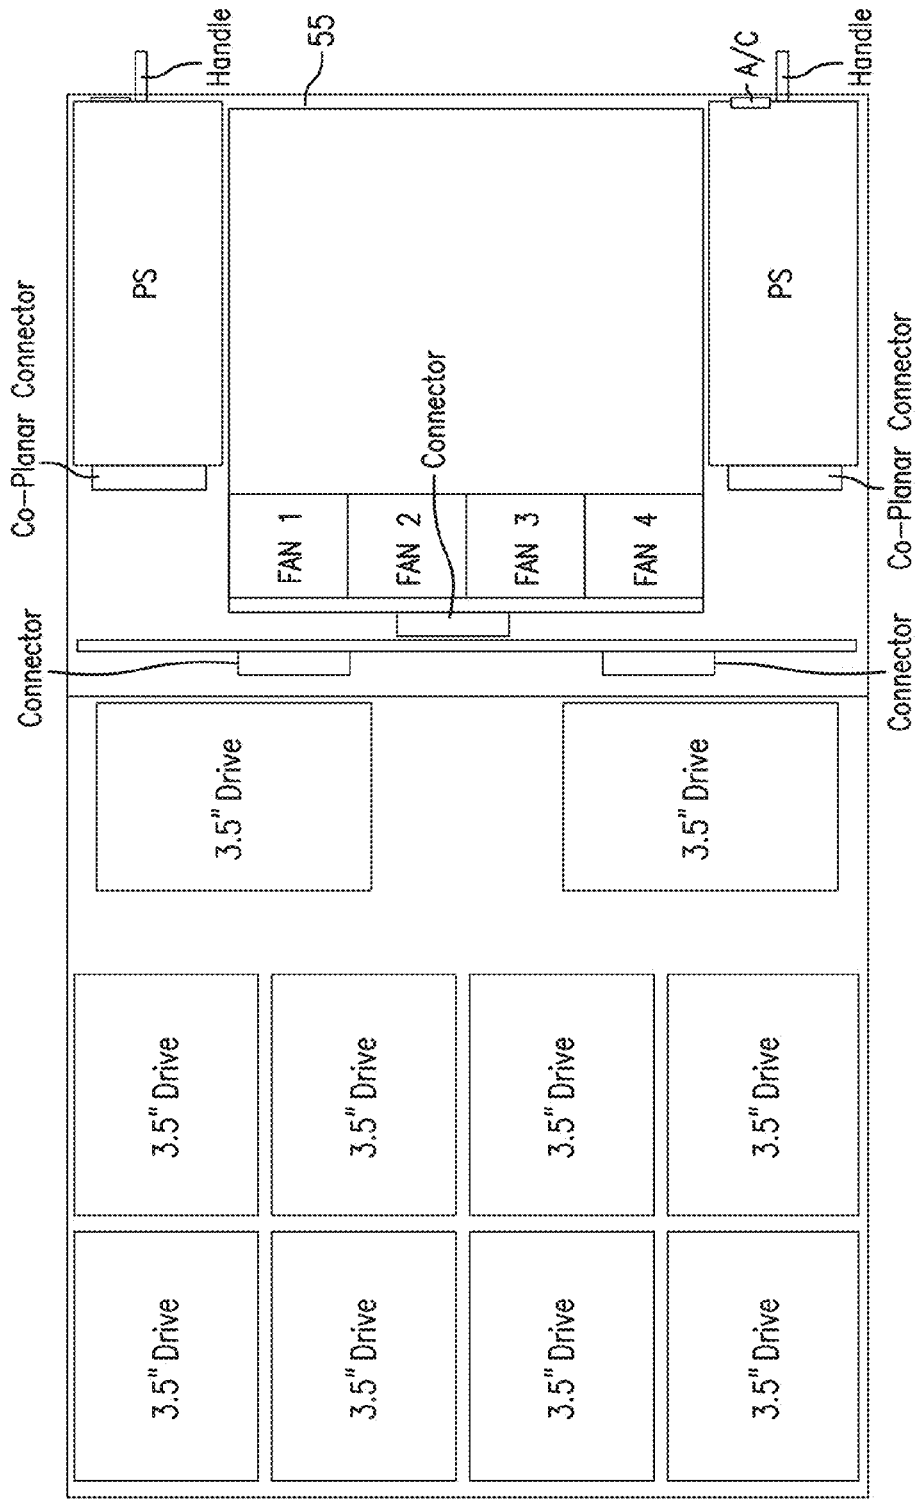 Handle
55
A/C
Handle
PS
PS
Co-Planar Connector
Connector
Co-Planar Connector
FAN 1
FAN 2
FAN 3
FAN 4
Connector
Connector
3.5" Drive
3.5" Drive
3.5" Drive
3.5" Drive
3.5" Drive
3.5" Drive
3.5" Drive
3.5" Drive
3.5" Drive
3.5" Drive